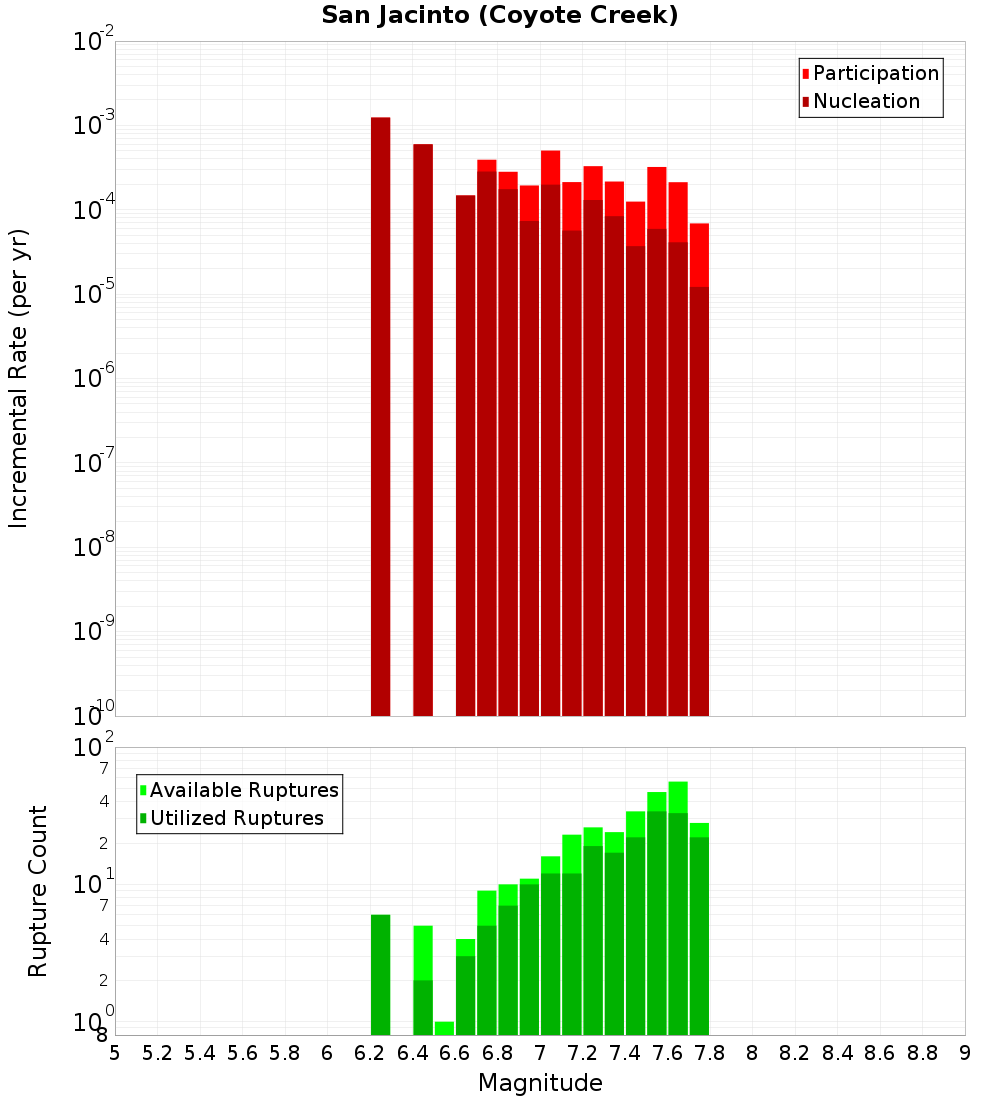 San Jacinto (Coyote Creek)
10-2
10-3
10-4
10-5
10-6
10-7
10-8
10-9
10-10
Incremental Rate (per yr)
Participation
Nucleation
102
7
4
2
101
7
4
2
100
8
Rupture Count
Available Ruptures
Utilized Ruptures
5 5.2 5.4 5.6 5.8 6 6.2 6.4 6.6 6.8 7 7.2 7.4 7.6 7.8 8 8.2 8.4 8.6 8.8 9
Magnitude